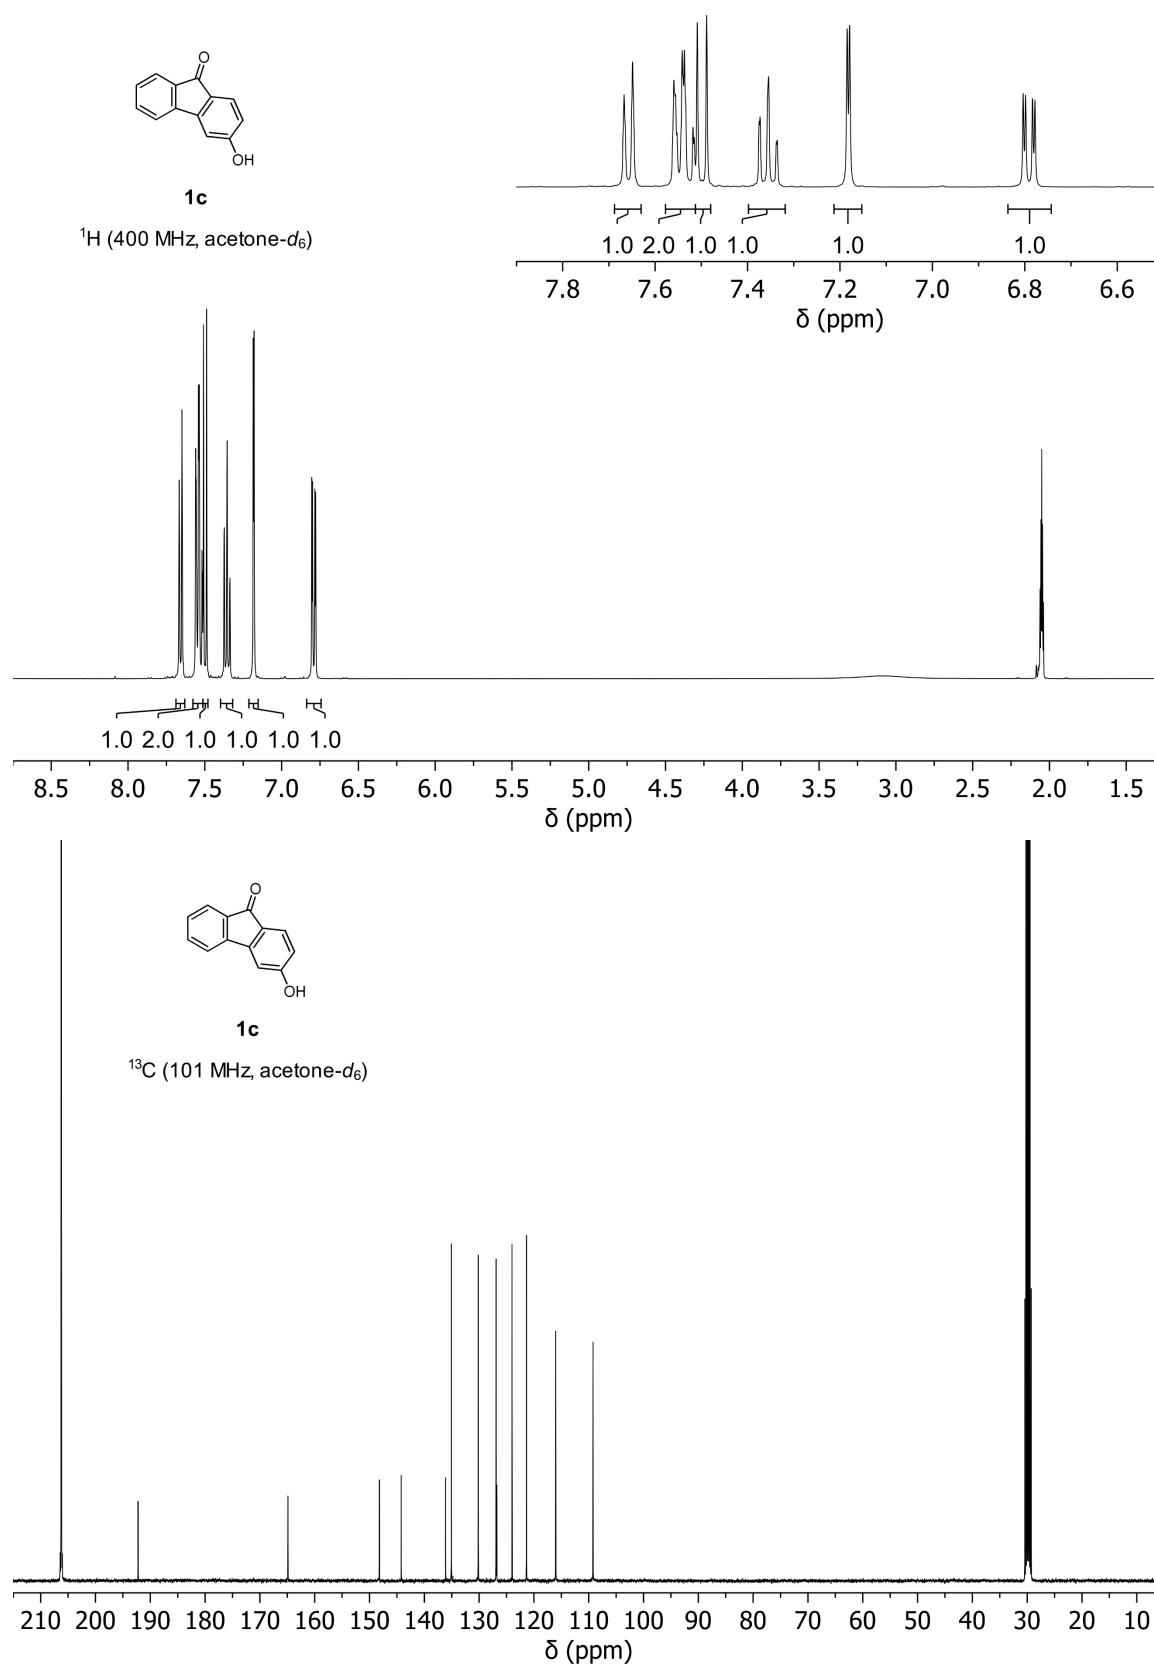 O
OH
1c
¹H (400 MHz, acetone-d₆)
1.0 2.0 1.0 1.0 1.0 1.0
7.8 7.6 7.4 7.2 7.0 6.8 6.6
δ (ppm)
1.0 2.0 1.0 1.0 1.0 1.0
8.5 8.0 7.5 7.0 6.5 6.0 5.5 5.0 4.5 4.0 3.5 3.0 2.5 2.0 1.5
δ (ppm)
O
OH
1c
¹³C (101 MHz, acetone-d₆)
210 200 190 180 170 160 150 140 130 120 110 100 90 80 70 60 50 40 30 20 10
δ (ppm)